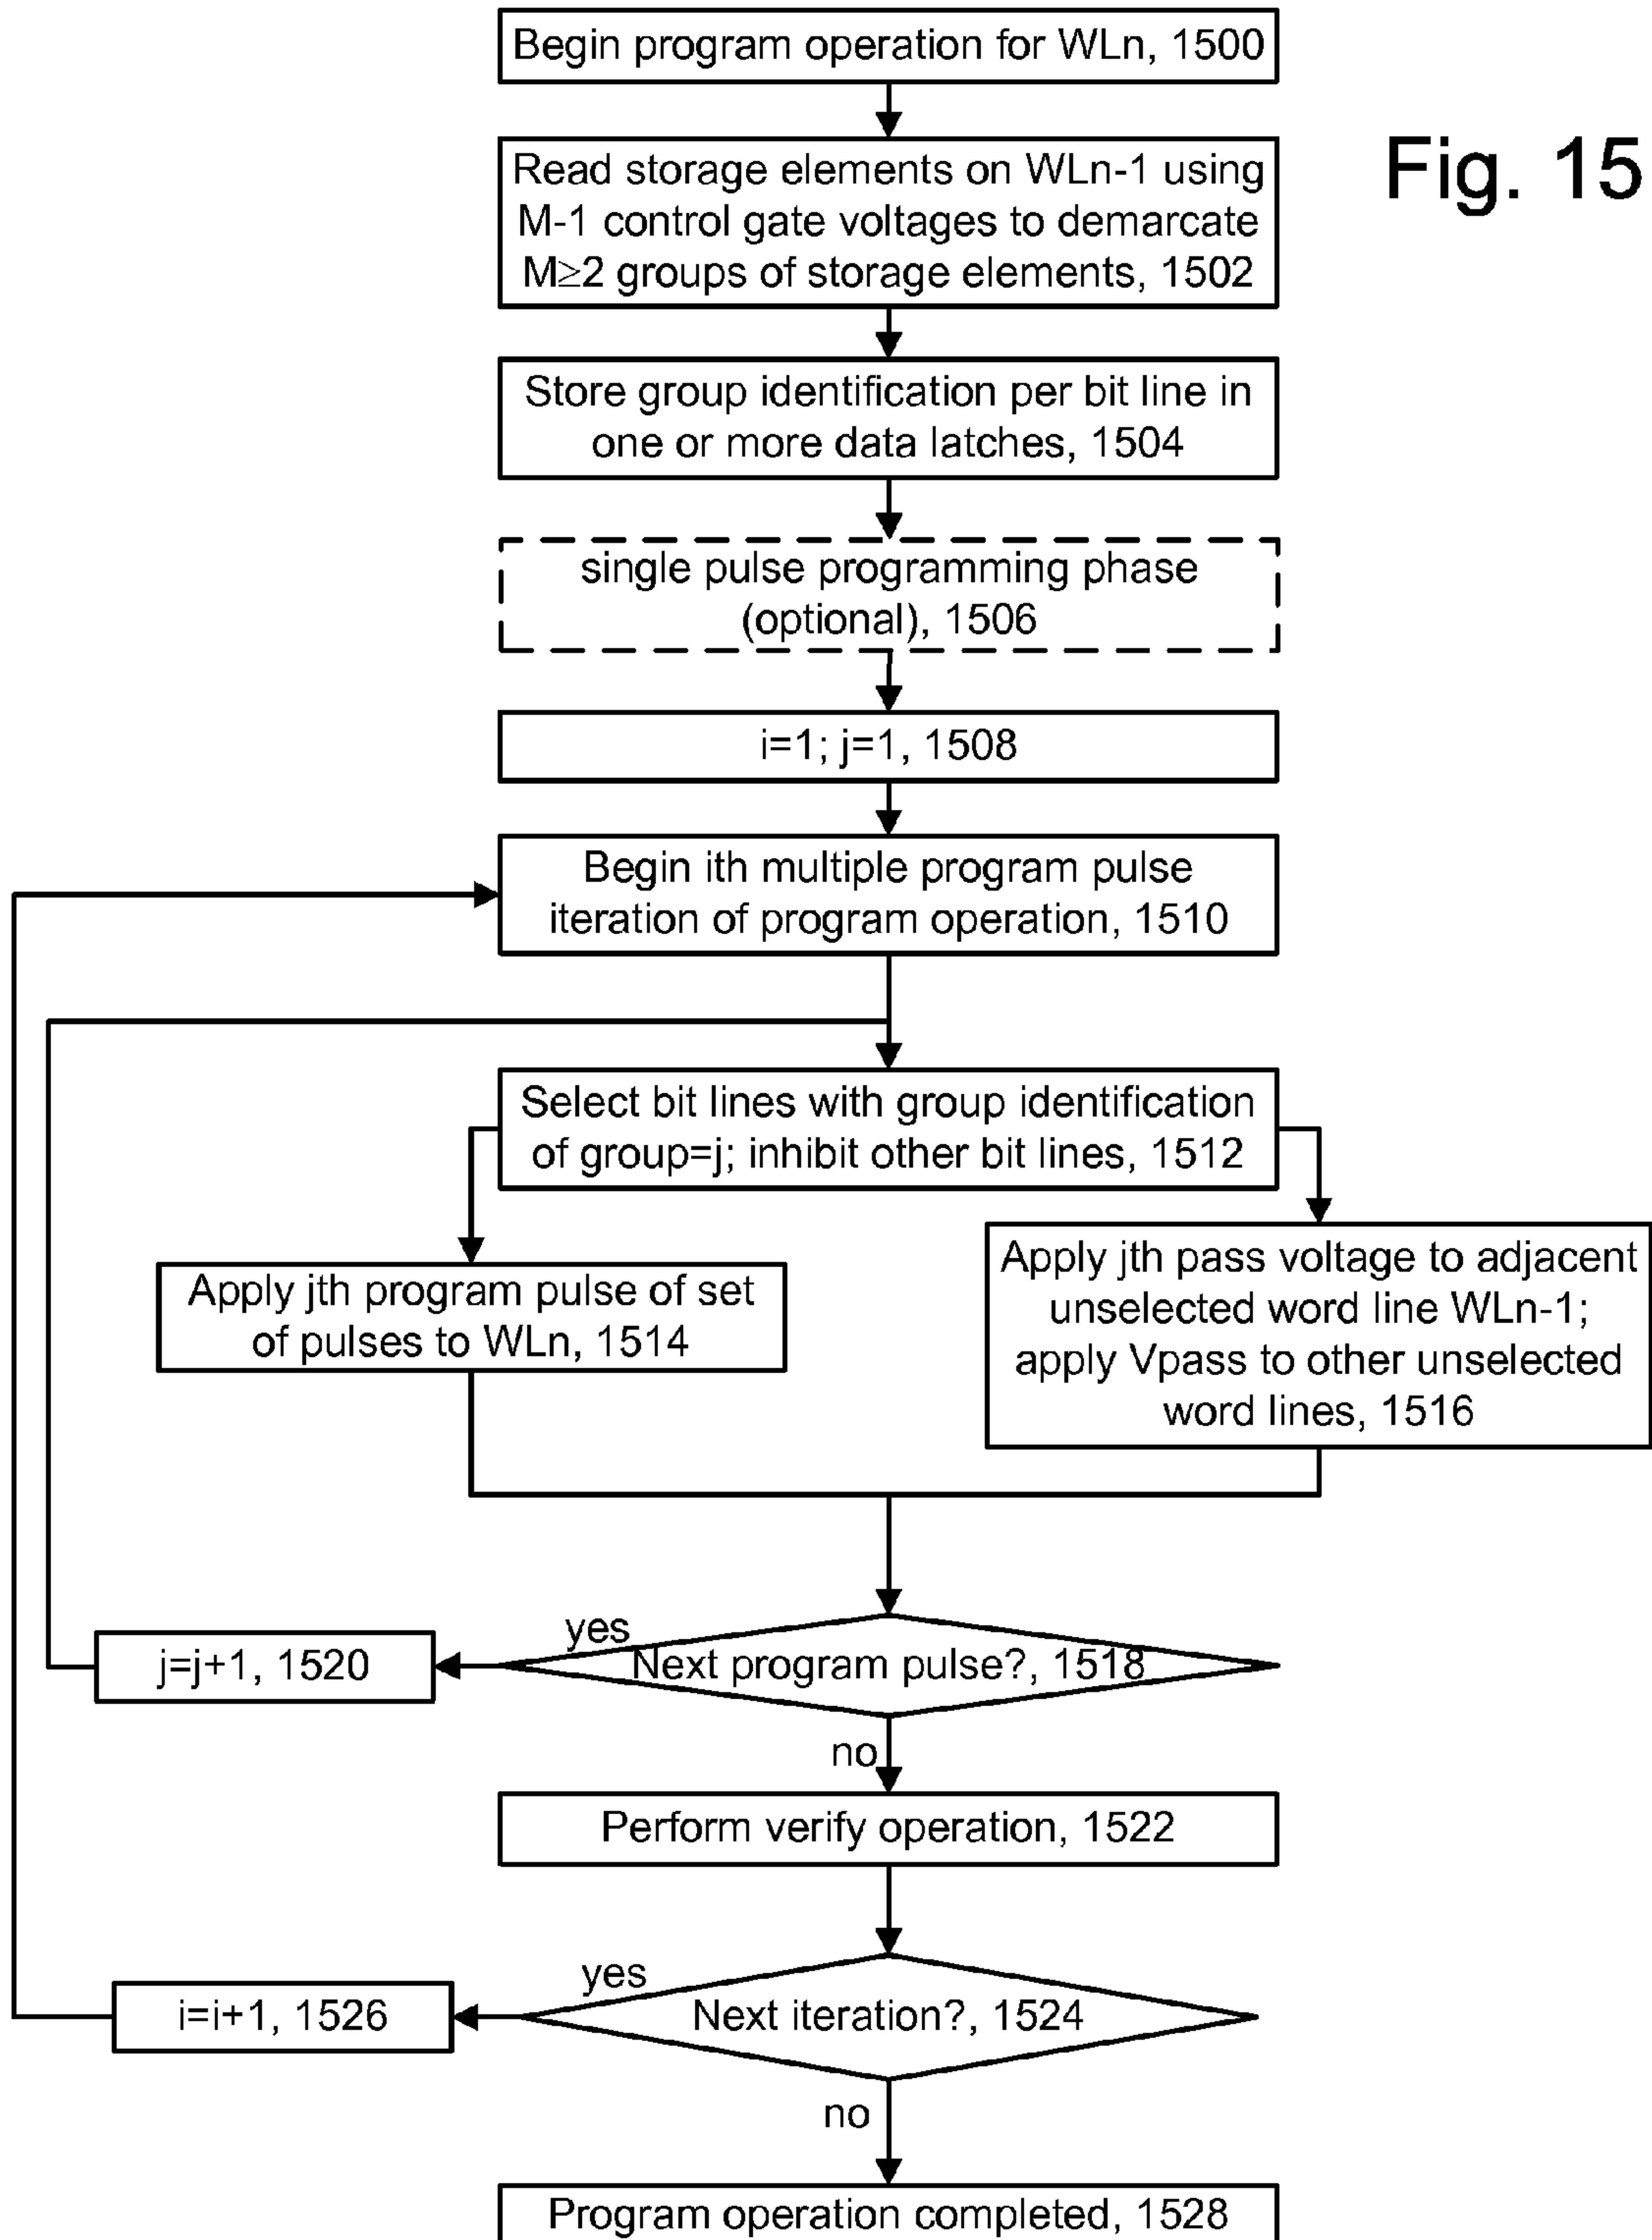 Begin program operation for WLn, 1500
Fig. 15
Read storage elements on WLn-1 using
M-1 control gate voltages to demarcate
M≥2 groups of storage elements, 1502
Store group identification per bit line in
one or more data latches, 1504
single pulse programming phase
(optional), 1506
i=1; j=1, 1508
Begin ith multiple program pulse
iteration of program operation, 1510
Select bit lines with group identification
of group=j; inhibit other bit lines, 1512
Apply jth program pulse of set
of pulses to WLn, 1514
Apply jth pass voltage to adjacent
unselected word line WLn-1;
apply Vpass to other unselected
word lines, 1516
yes
Next program pulse?, 1518
j=j+1, 1520
no
Perform verify operation, 1522
yes
Next iteration?, 1524
i=i+1, 1526
no
Program operation completed, 1528